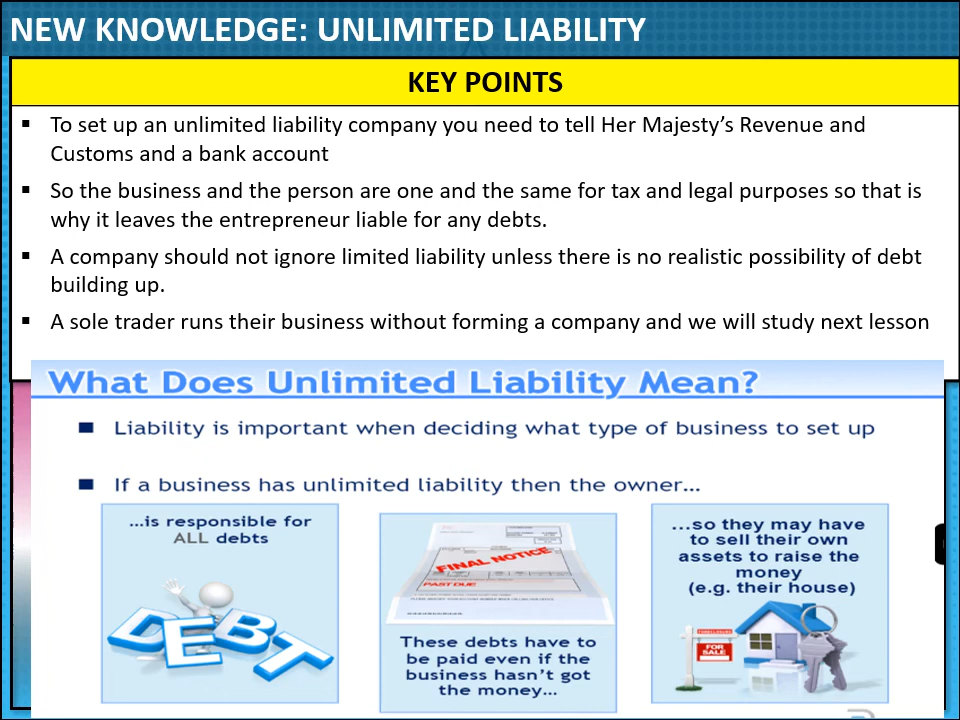 NEW KNOWLEDGE: UNLIMITED LIABILITY
KEY POINTS
▪ To set up an unlimited liability company you need to tell Her Majesty’s Revenue and
Customs and a bank account
▪ So the business and the person are one and the same for tax and legal purposes so that is
why it leaves the entrepreneur liable for any debts.
▪ A company should not ignore limited liability unless there is no realistic possibility of debt
building up.
▪ A sole trader runs their business without forming a company and we will study next lesson
What Does Unlimited Liability Mean?
■ Liability is important when deciding what type of business to set up
■ If a business has unlimited liability then the owner...
...is responsible for
ALL debts
DEBT
FINAL NOTICE
PAST DUE
These debts have to
be paid even if the
business hasn't got
the money...
...so they may have
to sell their own
assets to raise the
money
(e.g. their house)
FORECLOSURE
FOR
SALE